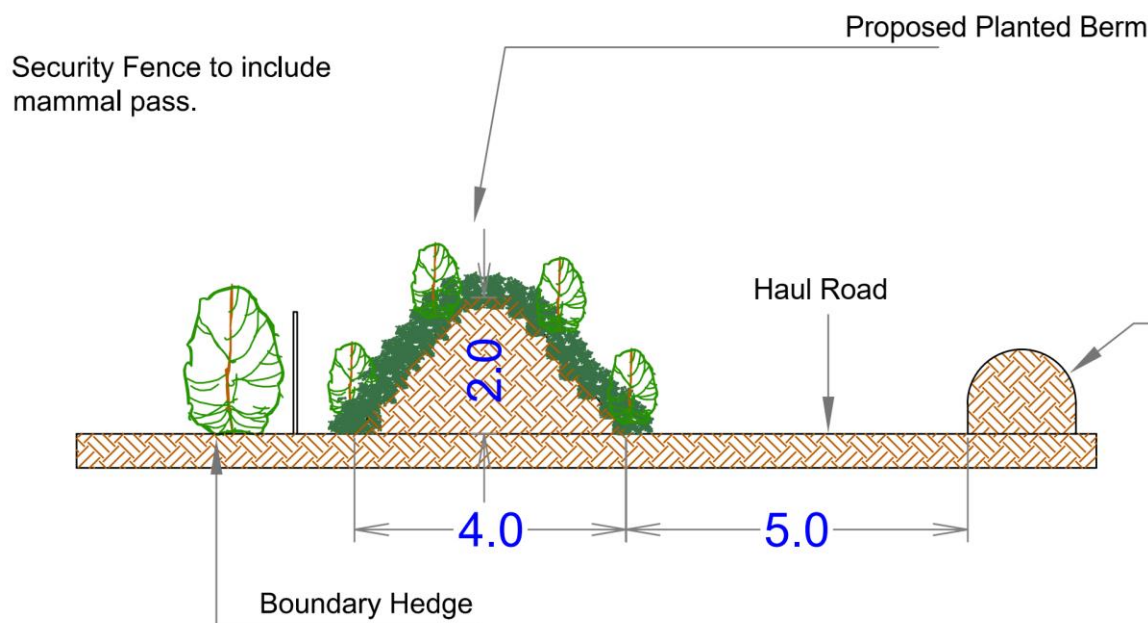 Proposed Planted Berm
Security Fence to include
mammal pass.
Haul Road
2.0
4.0
5.0
Boundary Hedge